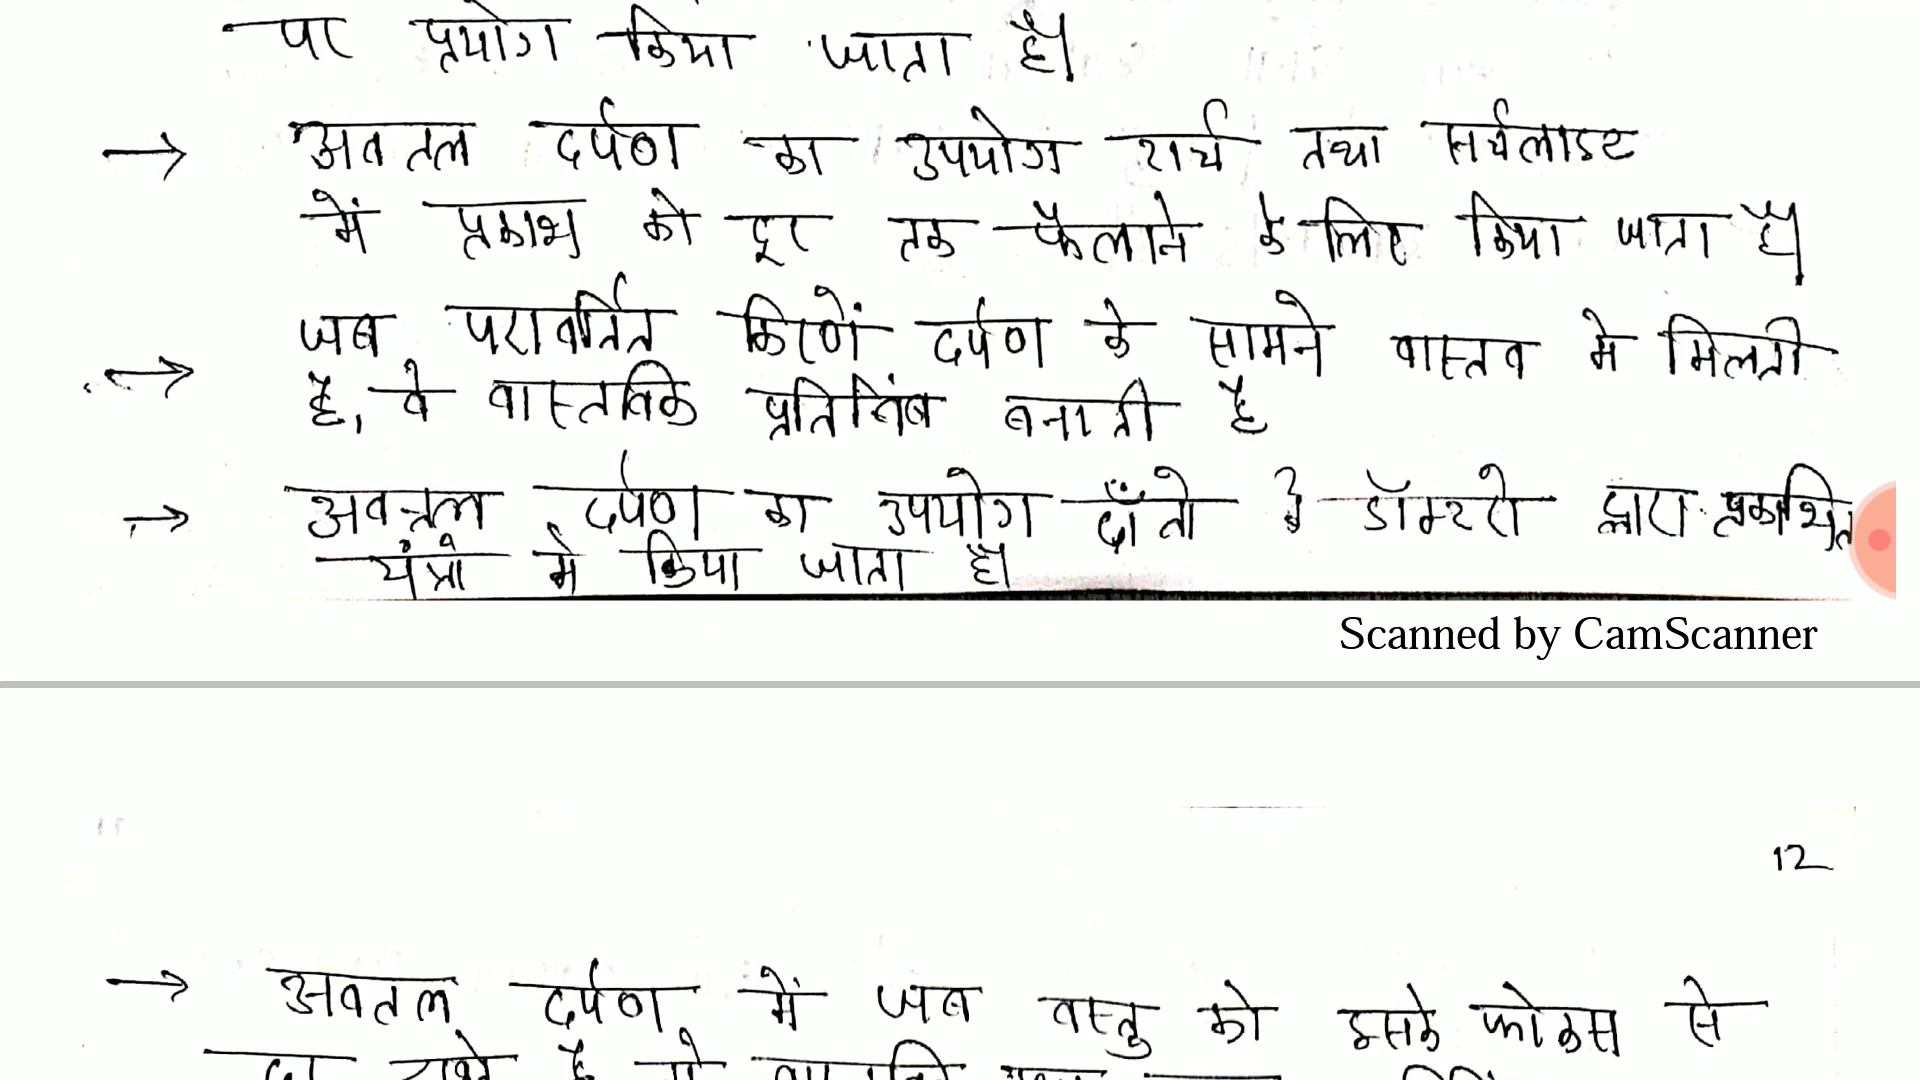 पर प्रयोग किया जाता है।
→ अवतल दर्पण का उपयोग टार्च तथा सर्चलाइट
में प्रकाश को दूर तक फैलाने के लिए किया जाता है।
→ जब परावर्तित किरणें दर्पण के सामने वास्तव मे मिलती
है, वे वास्तविक प्रतिबिंब बनाती है
→ अवतल दर्पण का उपयोग दाँतो के डॉक्टरो द्वारा प्रकाशित
यंत्रो मे किया जाता है।
Scanned by CamScanner
12
→ अवतल दर्पण में जब वस्तु को इसके फोकस से